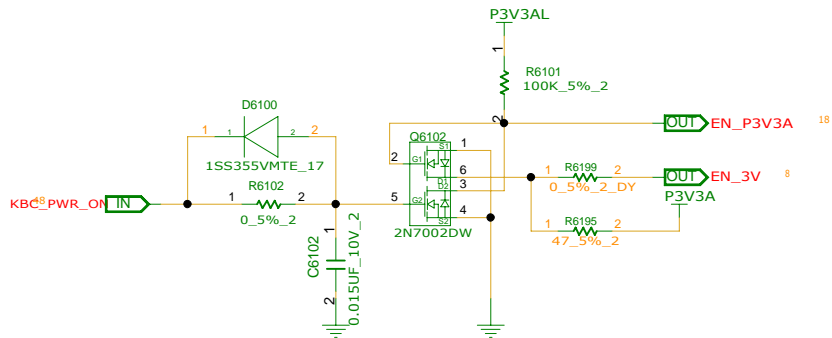 P3V3AL
1
R6101
100K_5%_2
2
D6100
1 1 2 2
1SS355VMTE_17
OUT EN_P3V3A 18
Q6102
S1 1
2 G1
D1 6
D2 3
5 G2
S2 4
2N7002DW
1 R6199 2
0_5%_2_DY
OUT EN_3V 8
P3V3A
1 R6195 2
47_5%_2
KBC_PWR_ON 48 IN
1 R6102 2
0_5%_2
1
C6102
0.015UF_10V_2
2